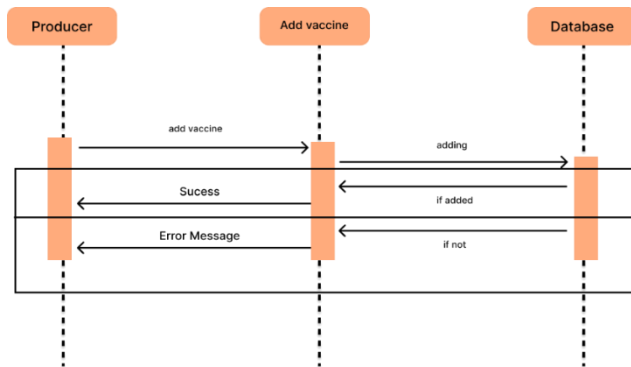 Producer
Add vaccine
Database
add vaccine
adding
Sucess
if added
Error Message
if not